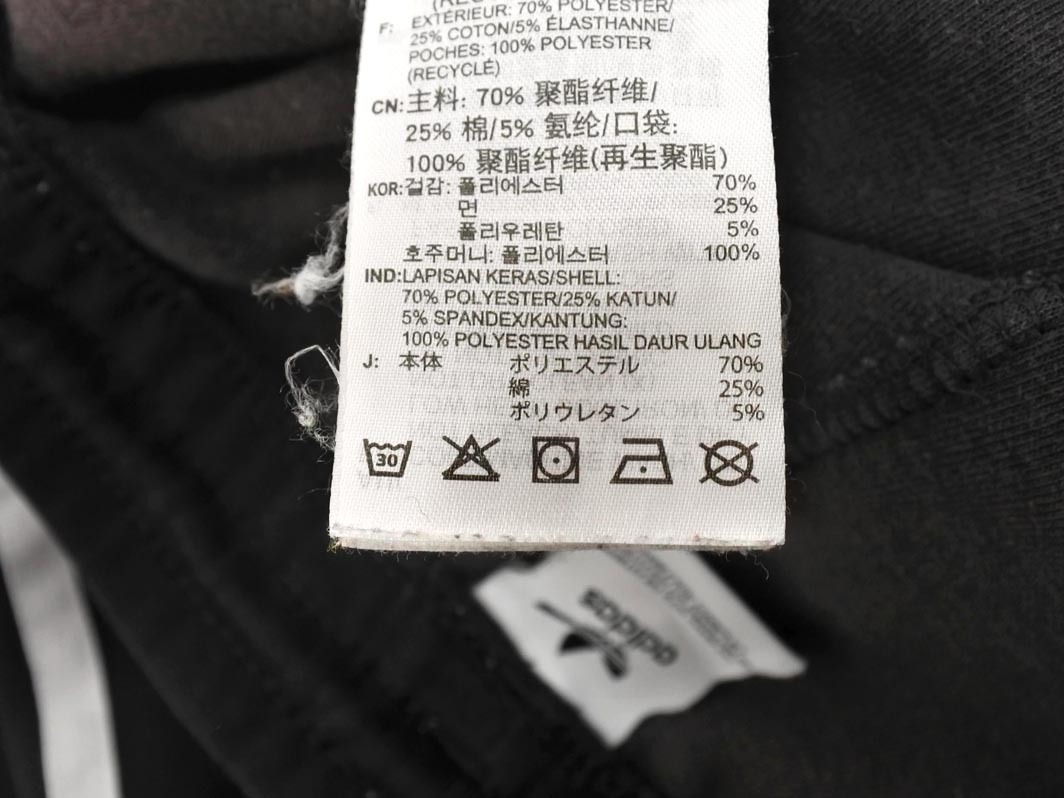 F: EXTÉRIEUR: 70% POLYESTER/
25% COTON/5% ÉLASTHANNE/
POCHES: 100% POLYESTER
(RECYCLÉ)
CN: 主料: 70% 聚酯纤维/
25% 棉/5% 氨纶/口袋:
100% 聚酯纤维(再生聚酯)
KOR: 걸감: 폴리에스터 70%
면 25%
폴리우레탄 5%
호주머니: 폴리에스터 100%
IND: LAPISAN KERAS/SHELL:
70% POLYESTER/25% KATUN/
5% SPANDEX/KANTUNG:
100% POLYESTER HASIL DAUR ULANG
J: 本体 ポリエステル 70%
綿 25%
ポリウレタン 5%
30
adidas